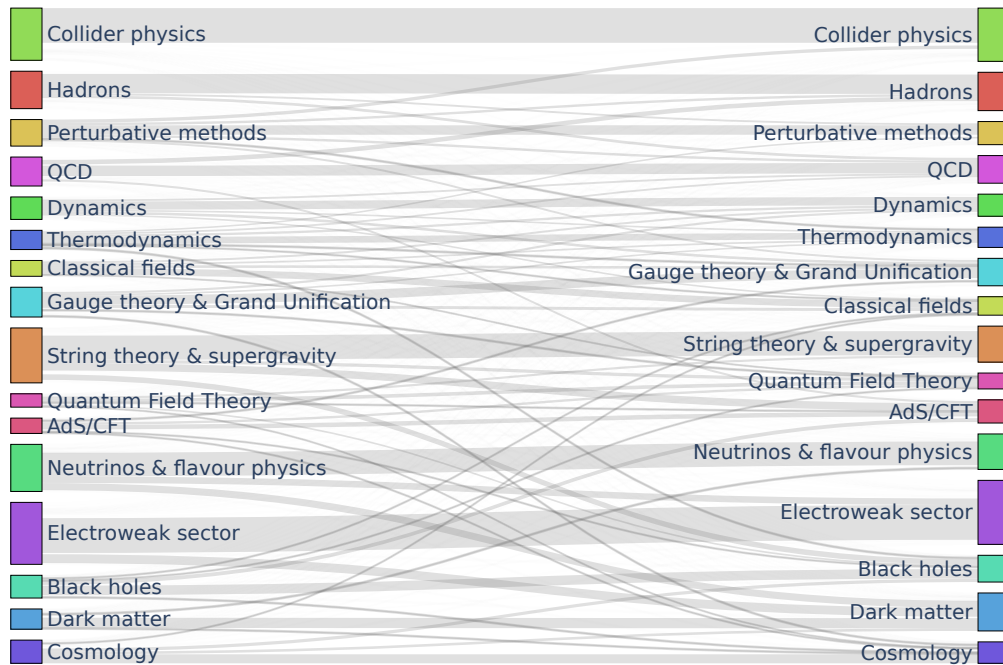 Collider physics
Hadrons
Perturbative methods
QCD
Dynamics
Thermodynamics
Classical fields
Gauge theory & Grand Unification
String theory & supergravity
Quantum Field Theory
AdS/CFT
Neutrinos & flavour physics
Electroweak sector
Black holes
Dark matter
Cosmology
Collider physics
Hadrons
Perturbative methods
QCD
Dynamics
Thermodynamics
Gauge theory & Grand Unification
Classical fields
String theory & supergravity
Quantum Field Theory
AdS/CFT
Neutrinos & flavour physics
Electroweak sector
Black holes
Dark matter
Cosmology